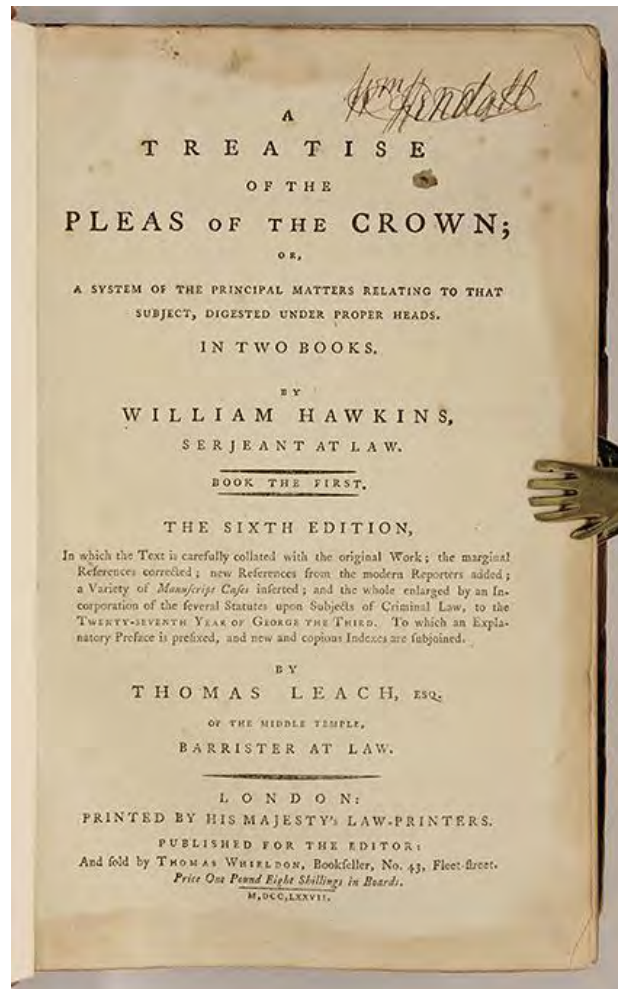 Wm Kendall
A
TREATISE
OF THE
PLEAS OF THE CROWN;
OR,
A SYSTEM OF THE PRINCIPAL MATTERS RELATING TO THAT
SUBJECT, DIGESTED UNDER PROPER HEADS.
IN TWO BOOKS.
BY
WILLIAM HAWKINS,
SERJEANT AT LAW.
BOOK THE FIRST.
THE SIXTH EDITION,
In which the Text is carefully collated with the original Work; the marginal
References corrected; new References from the modern Reporters added;
a Variety of Manuſcript Caſes inſerted; and the whole enlarged by an In-
corporation of the ſeveral Statutes upon Subjects of Criminal Law, to the
TWENTY-SEVENTH YEAR OF GEORGE THE THIRD. To which an Expla-
natory Preface is prefixed, and new and copious Indexes are ſubjoined.
BY
THOMAS LEACH, ESQ.
OF THE MIDDLE TEMPLE,
BARRISTER AT LAW.
LONDON:
PRINTED BY HIS MAJESTY's LAW-PRINTERS.
PUBLISHED FOR THE EDITOR:
And ſold by THOMAS WHIELDON, Bookſeller, No. 43, Fleet-ſtreet.
Price One Pound Eight Shillings in Boards.
M,DCC,LXXVII.